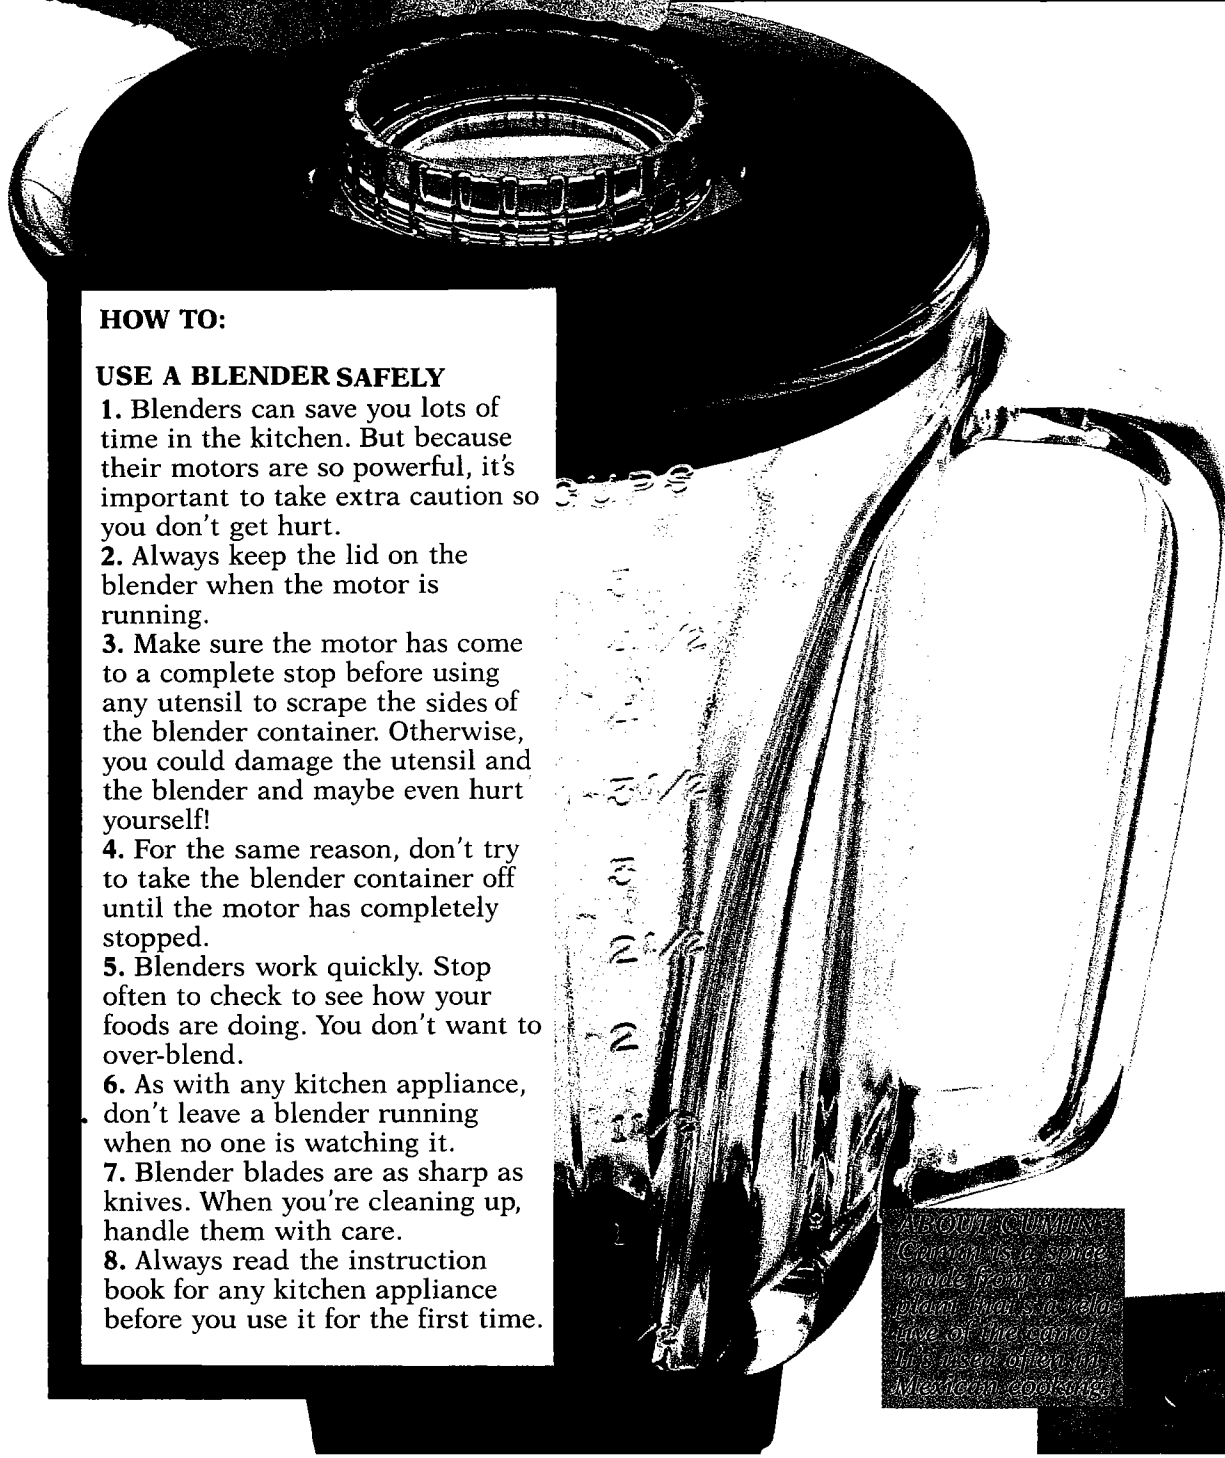 HOW TO:
USE A BLENDER SAFELY
1. Blenders can save you lots of
time in the kitchen. But because
their motors are so powerful, it's
important to take extra caution so
you don't get hurt.
2. Always keep the lid on the
blender when the motor is
running.
3. Make sure the motor has come
to a complete stop before using
any utensil to scrape the sides of
the blender container. Otherwise,
you could damage the utensil and
the blender and maybe even hurt
yourself!
4. For the same reason, don't try
to take the blender container off
until the motor has completely
stopped.
5. Blenders work quickly. Stop
often to check to see how your
foods are doing. You don't want to
over-blend.
6. As with any kitchen appliance,
don't leave a blender running
when no one is watching it.
7. Blender blades are as sharp as
knives. When you're cleaning up,
handle them with care.
8. Always read the instruction
book for any kitchen appliance
before you use it for the first time.
CUPS
3
2 1/2
2
1
ABOUT CUMIN:
Cumin is a spice
made from a
plant that's a rela-
tive of the carrot.
It's used often in
Mexican cooking.